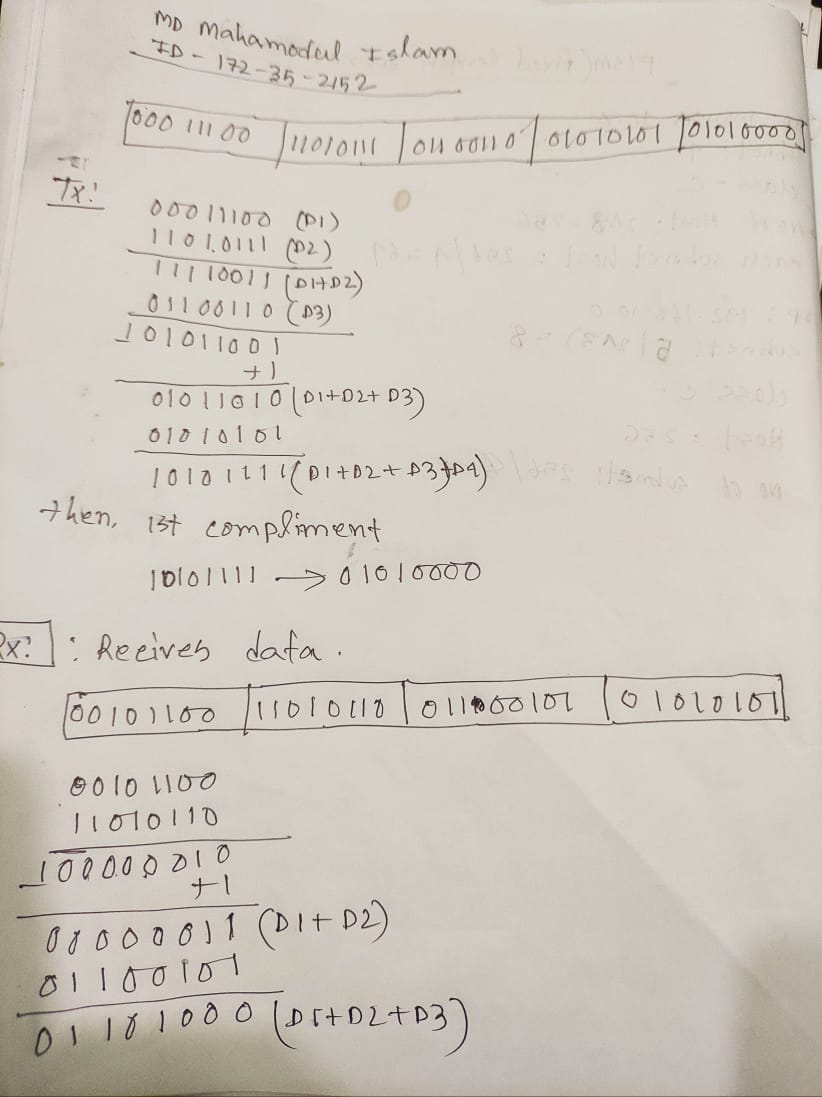 MD Mahamodul Islam
ID - 172-35-2152
00011100 | 11010111 | 01100110 | 01010101 | 01010000
Tx:
00011100 (D1)
11010111 (D2)
11110011 (D1+D2)
01100110 (D3)
101011001
+1
01011010 (D1+D2+D3)
01010101
10101111 (D1+D2+D3+D4)
then, 1st compliment
10101111 → 01010000
Rx: : Recives data.
00101100 | 11010110 | 01100101 | 01010101
00101100
11010110
100000010
+1
00000011 (D1+D2)
01100101
01101000 (D1+D2+D3)